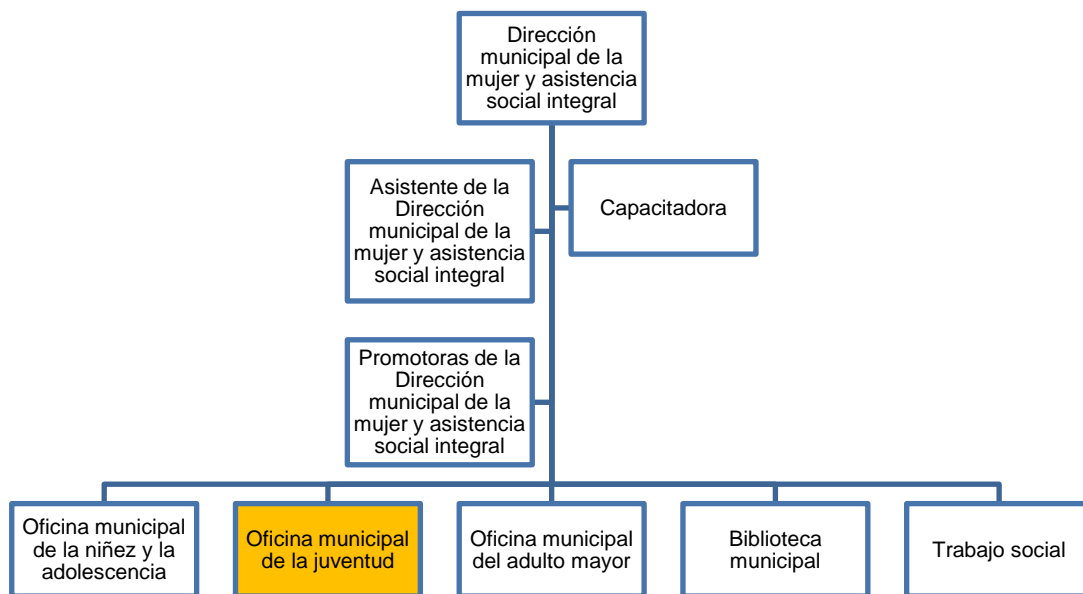 Dirección
municipal de la
mujer y asistencia
social integral
Asistente de la
Dirección
municipal de la
mujer y asistencia
social integral
Capacitadora
Promotoras de la
Dirección
municipal de la
mujer y asistencia
social integral
Oficina municipal
de la niñez y la
adolescencia
Oficina municipal
de la juventud
Oficina municipal
del adulto mayor
Biblioteca
municipal
Trabajo social